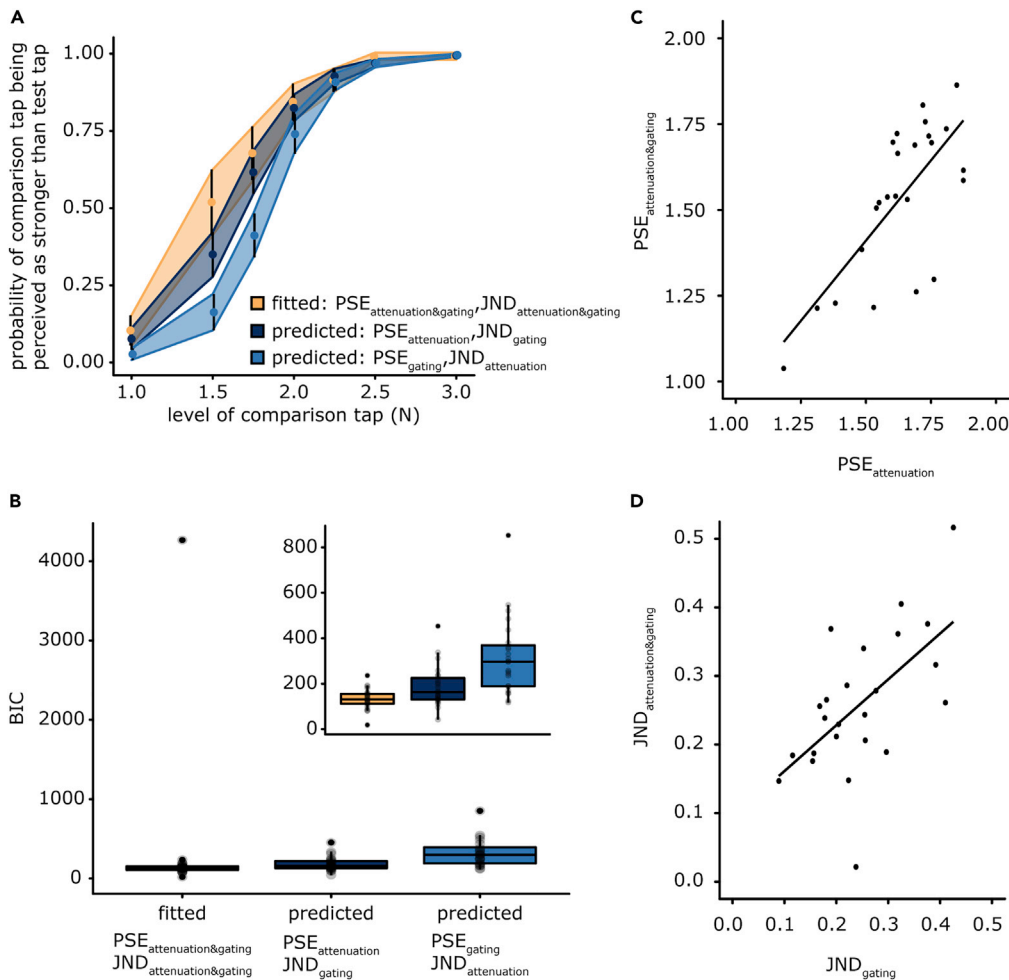 A
probability of comparison tap being
perceived as stronger than test tap
1.00
0.75
0.50
0.25
0.00
1.0 1.5 2.0 2.5 3.0
level of comparison tap (N)
fitted: PSEattenuation&gating,JNDattenuation&gating
predicted: PSEattenuation,JNDgating
predicted: PSEgating,JNDattenuation
B
BIC
4000
3000
2000
1000
0
800
600
400
200
0
fitted predicted predicted
PSEattenuation&gating PSEattenuation PSEgating
JNDattenuation&gating JNDgating JNDattenuation
C
PSEattenuation&gating
2.00
1.75
1.50
1.25
1.00
1.00 1.25 1.50 1.75 2.00
PSEattenuation
D
JNDattenuation&gating
0.5
0.4
0.3
0.2
0.1
0.0
0.0 0.1 0.2 0.3 0.4 0.5
JNDgating